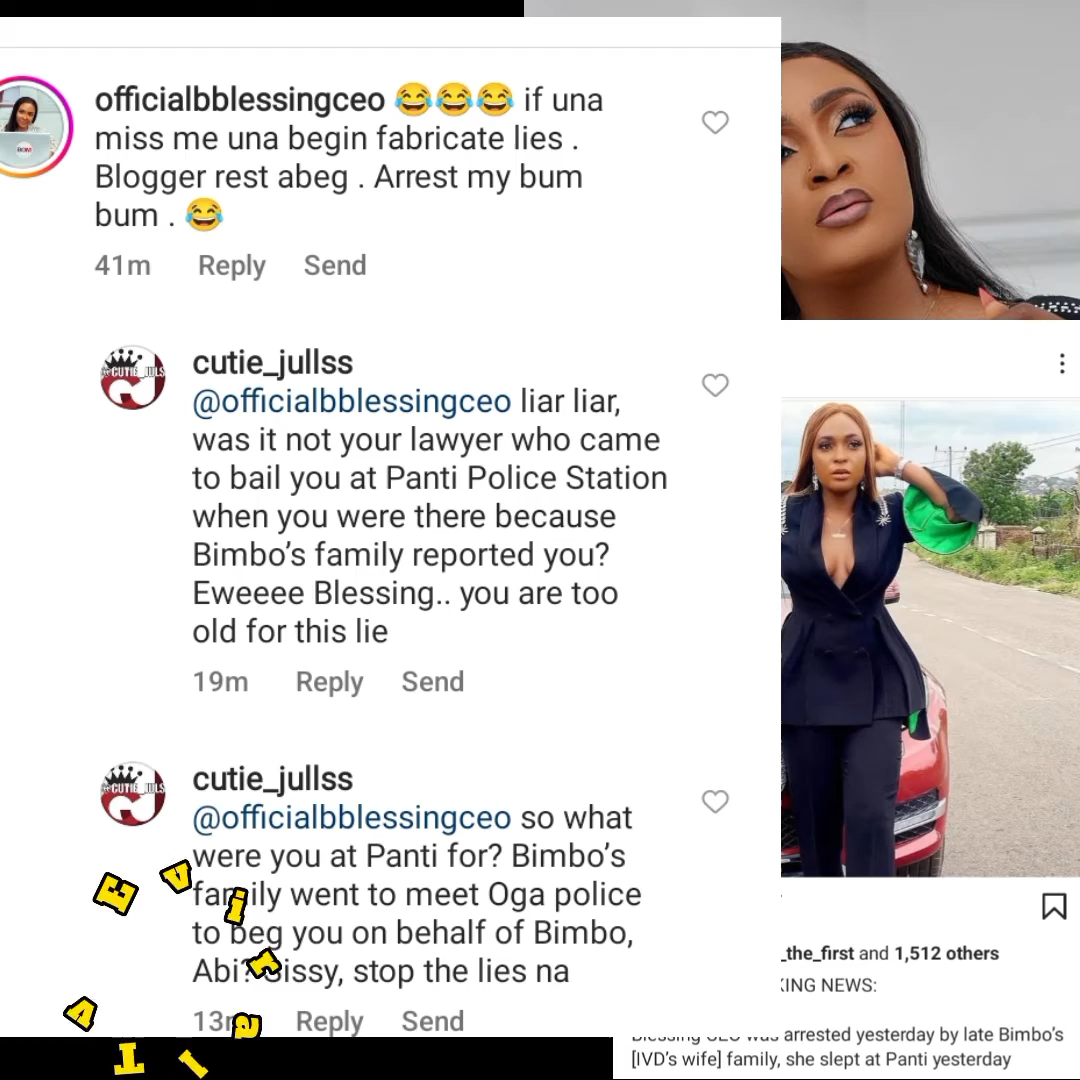 officialbblessingceo 😂😂😂 if una
miss me una begin fabricate lies .
Blogger rest abeg . Arrest my bum
bum . 😂
41m Reply Send
cutie_jullss
@officialbblessingceo liar liar,
was it not your lawyer who came
to bail you at Panti Police Station
when you were there because
Bimbo's family reported you?
Eweeee Blessing.. you are too
old for this lie
19m Reply Send
cutie_jullss
@officialbblessingceo so what
were you at Panti for? Bimbo's
family went to meet Oga police
to beg you on behalf of Bimbo,
Abi? Sissy, stop the lies na
Reply Send
_the_first and 1,512 others
KING NEWS:
Blessing CEO was arrested yesterday by late Bimbo's
[IVD's wife] family, she slept at Panti yesterday